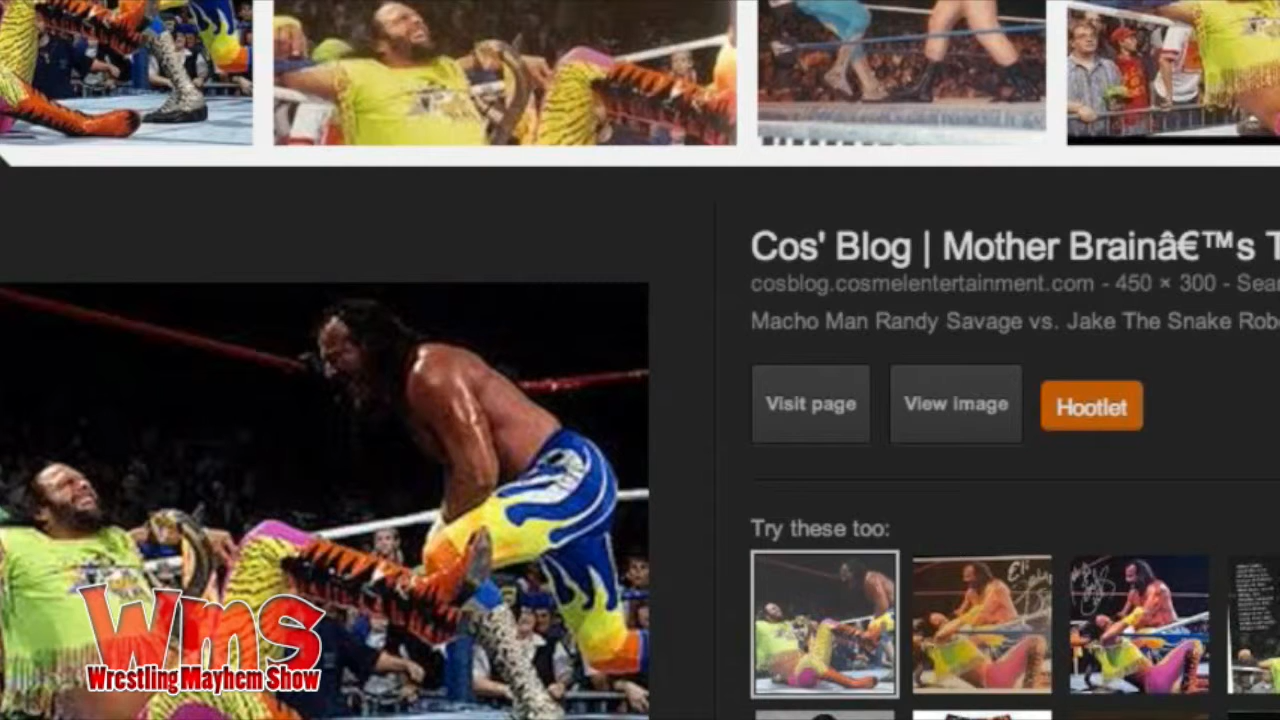 Cos' Blog | Mother Brainâ€™s T
cosblog.cosmelentertainment.com - 450 × 300 - Sear
Macho Man Randy Savage vs. Jake The Snake Robe
Visit page
View image
Hootlet
Try these too:
Wms
Wrestling Mayhem Show